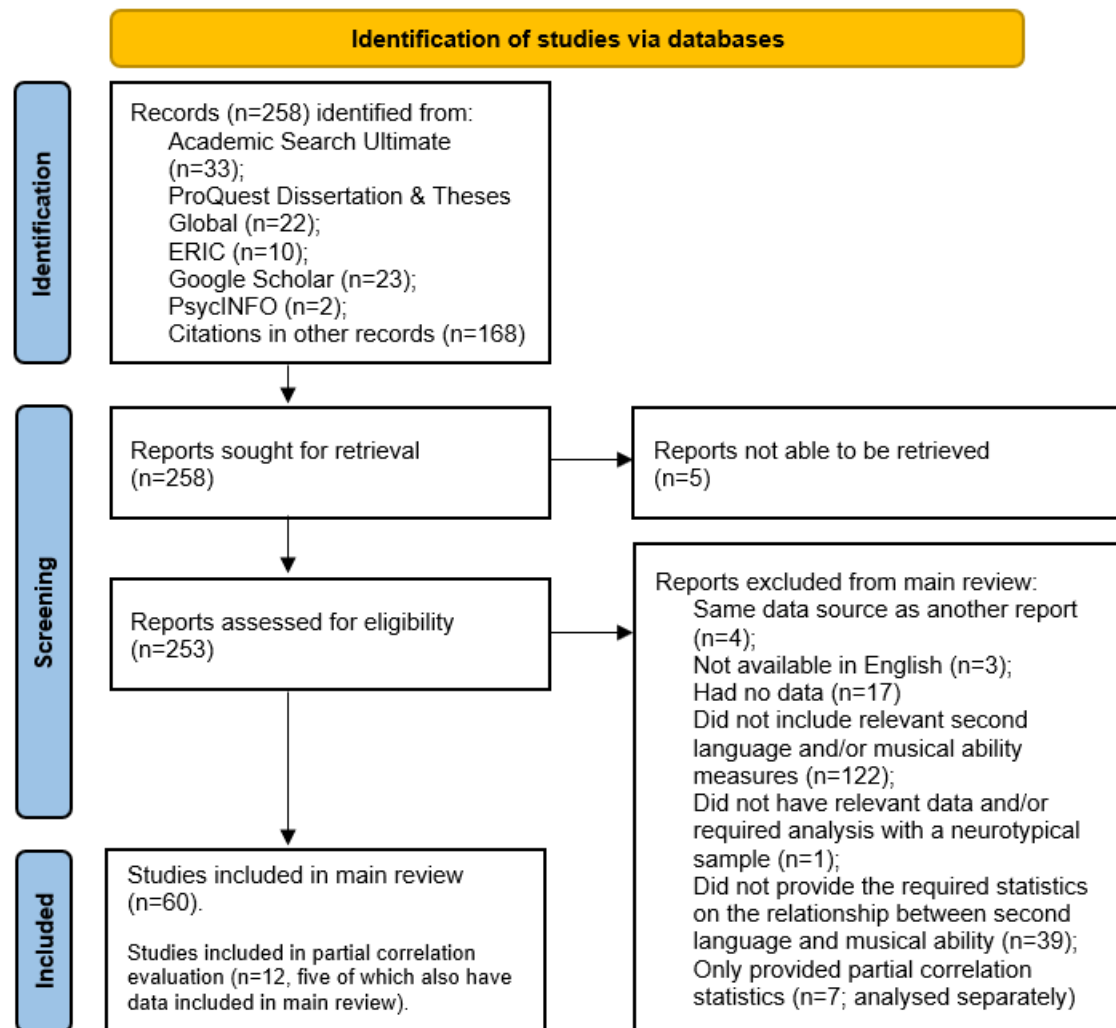 Identification of studies via databases
Identification
Records (n=258) identified from:
Academic Search Ultimate
(n=33);
ProQuest Dissertation & Theses
Global (n=22);
ERIC (n=10);
Google Scholar (n=23);
PsycINFO (n=2);
Citations in other records (n=168)
Screening
Reports sought for retrieval
(n=258)
Reports not able to be retrieved
(n=5)
Reports assessed for eligibility
(n=253)
Reports excluded from main review:
Same data source as another report
(n=4);
Not available in English (n=3);
Had no data (n=17)
Did not include relevant second
language and/or musical ability
measures (n=122);
Did not have relevant data and/or
required analysis with a neurotypical
sample (n=1);
Did not provide the required statistics
on the relationship between second
language and musical ability (n=39);
Only provided partial correlation
statistics (n=7; analysed separately)
Included
Studies included in main review
(n=60).
Studies included in partial correlation
evaluation (n=12, five of which also have
data included in main review).